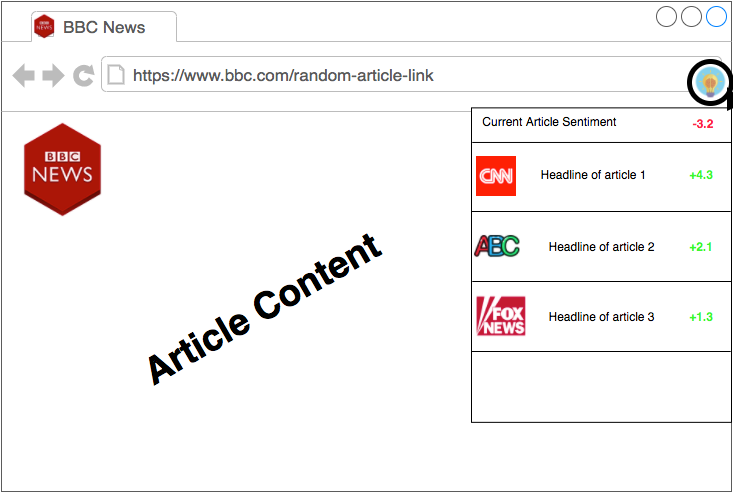 BBC News
https://www.bbc.com/random-article-link
BBC
NEWS
Current Article Sentiment -3.2
CNN Headline of article 1 +4.3
ABC Headline of article 2 +2.1
FOX
NEWS Headline of article 3 +1.3
Article Content